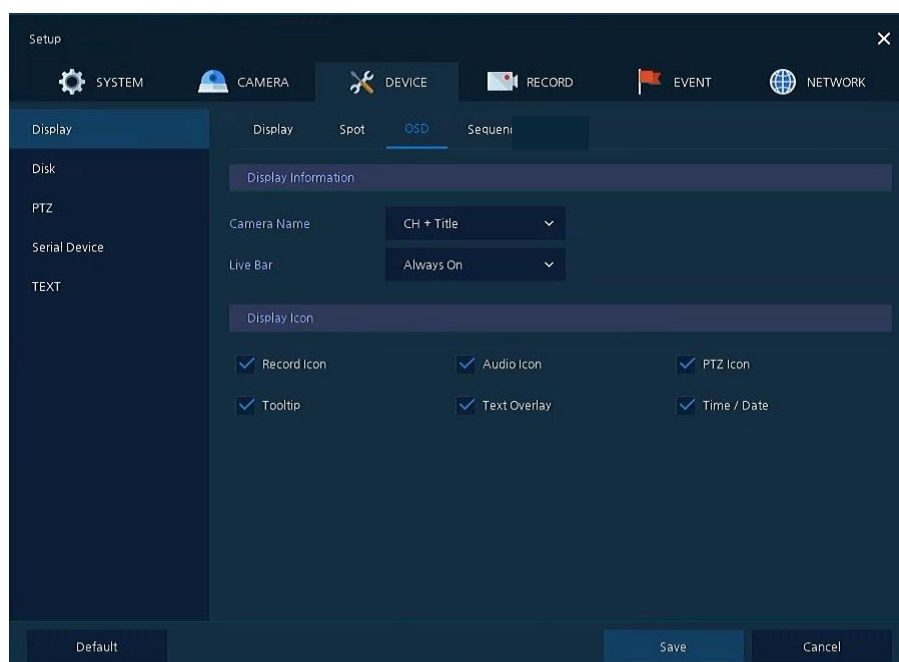 Setup
SYSTEM CAMERA DEVICE RECORD EVENT NETWORK
Display
Disk
PTZ
Serial Device
TEXT
Display Spot OSD
Display Information
Camera Name CH + Title
Live Bar Always On
Display Icon
Record Icon Audio Icon PTZ Icon
Tooltip Text Overlay Time / Date
Default Save Cancel